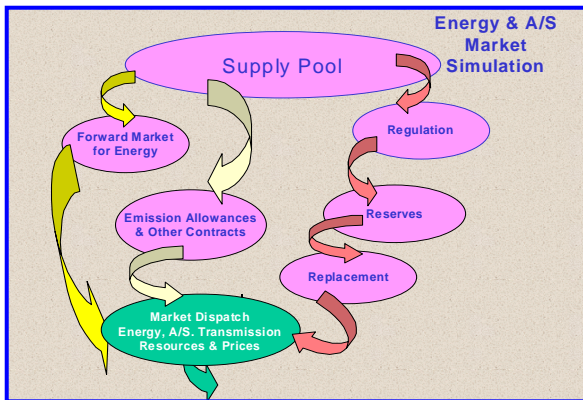 Energy & A/S
Market
Simulation
Supply Pool
Forward Market
for Energy
Regulation
Emission Allowances
& Other Contracts
Reserves
Replacement
Market Dispatch
Energy, A/S. Transmission
Resources & Prices